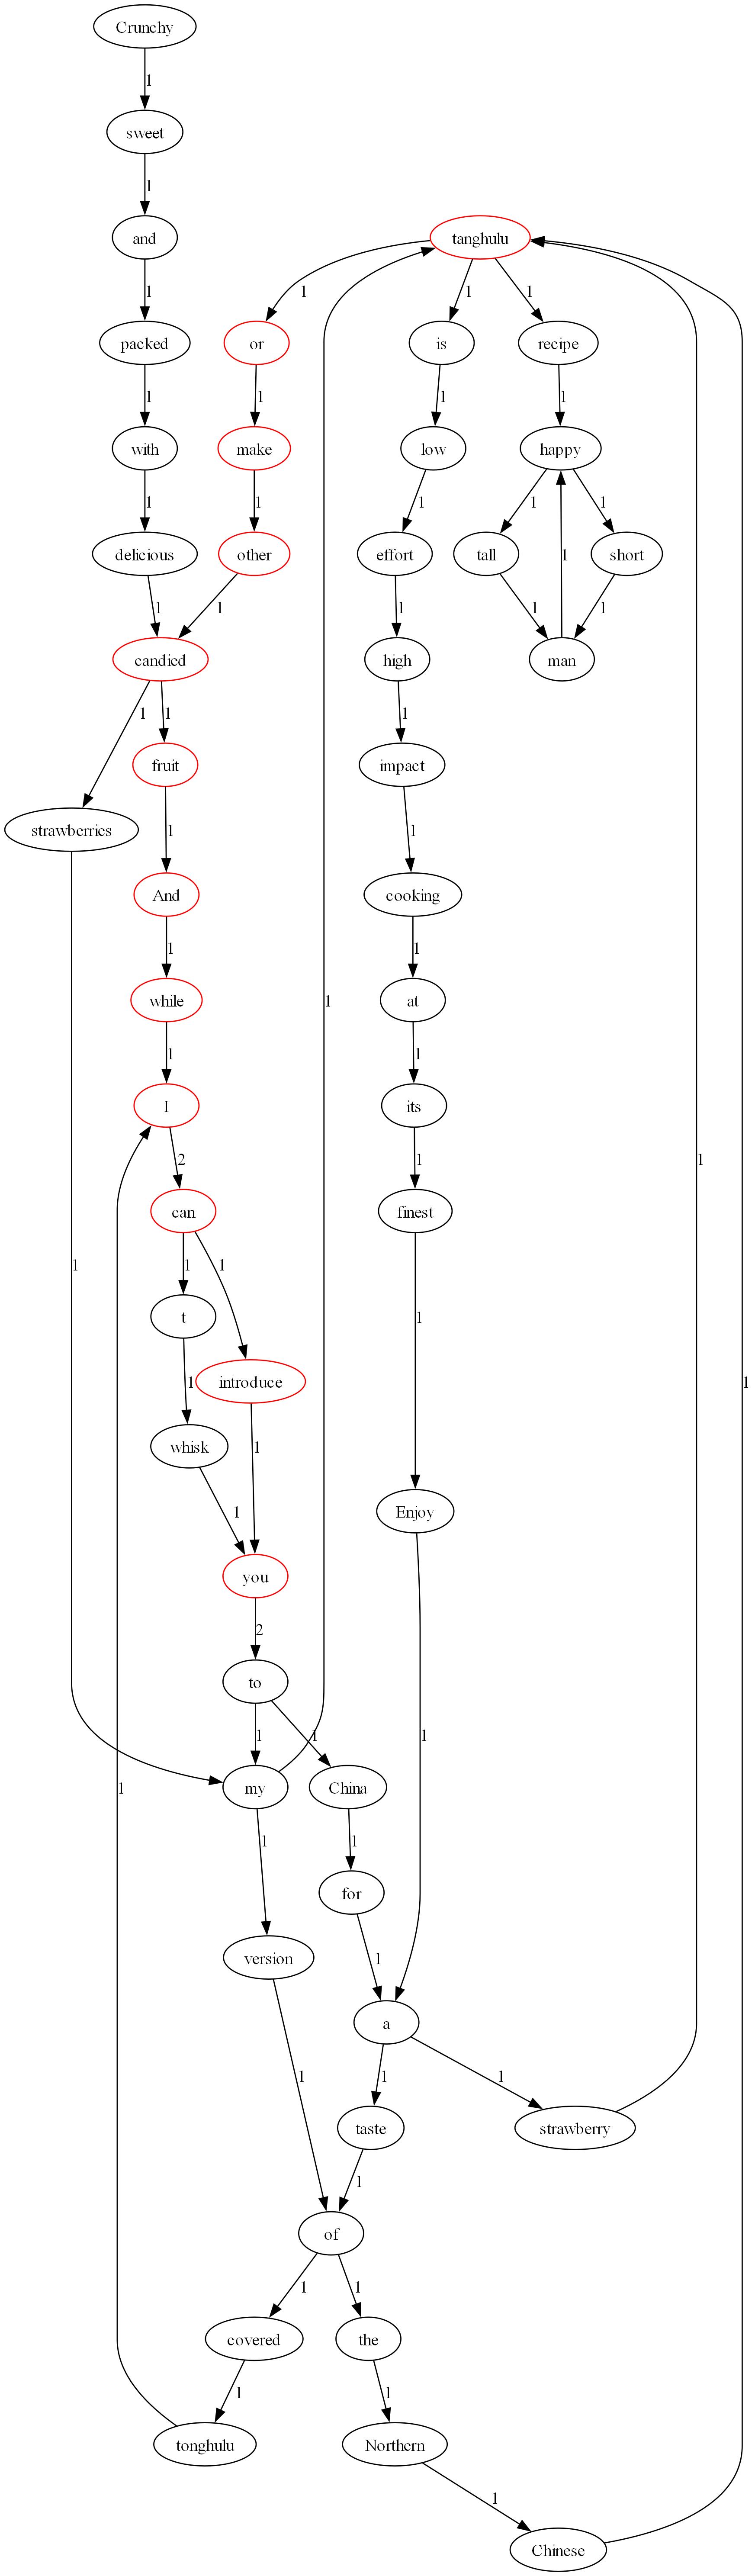 Crunchy
1
sweet
1
and
tanghulu
1
1
1
1
packed
or
is
recipe
1
1
1
1
with
make
low
happy
1
1
1
1
1
delicious
other
effort
tall
short
1
1
1
1
1
1
candied
high
man
1
1
1
fruit
impact
strawberries
1
1
And
cooking
1
1
while
at
1
1
1
I
its
2
1
1
can
finest
1
1
1
1
t
1
introduce
1
1
1
whisk
1
Enjoy
you
2
to
1
1
1
my
China
1
1
1
for
version
1
a
1
1
1
taste
strawberry
1
of
1
1
covered
the
1
1
tonghulu
Northern
1
Chinese